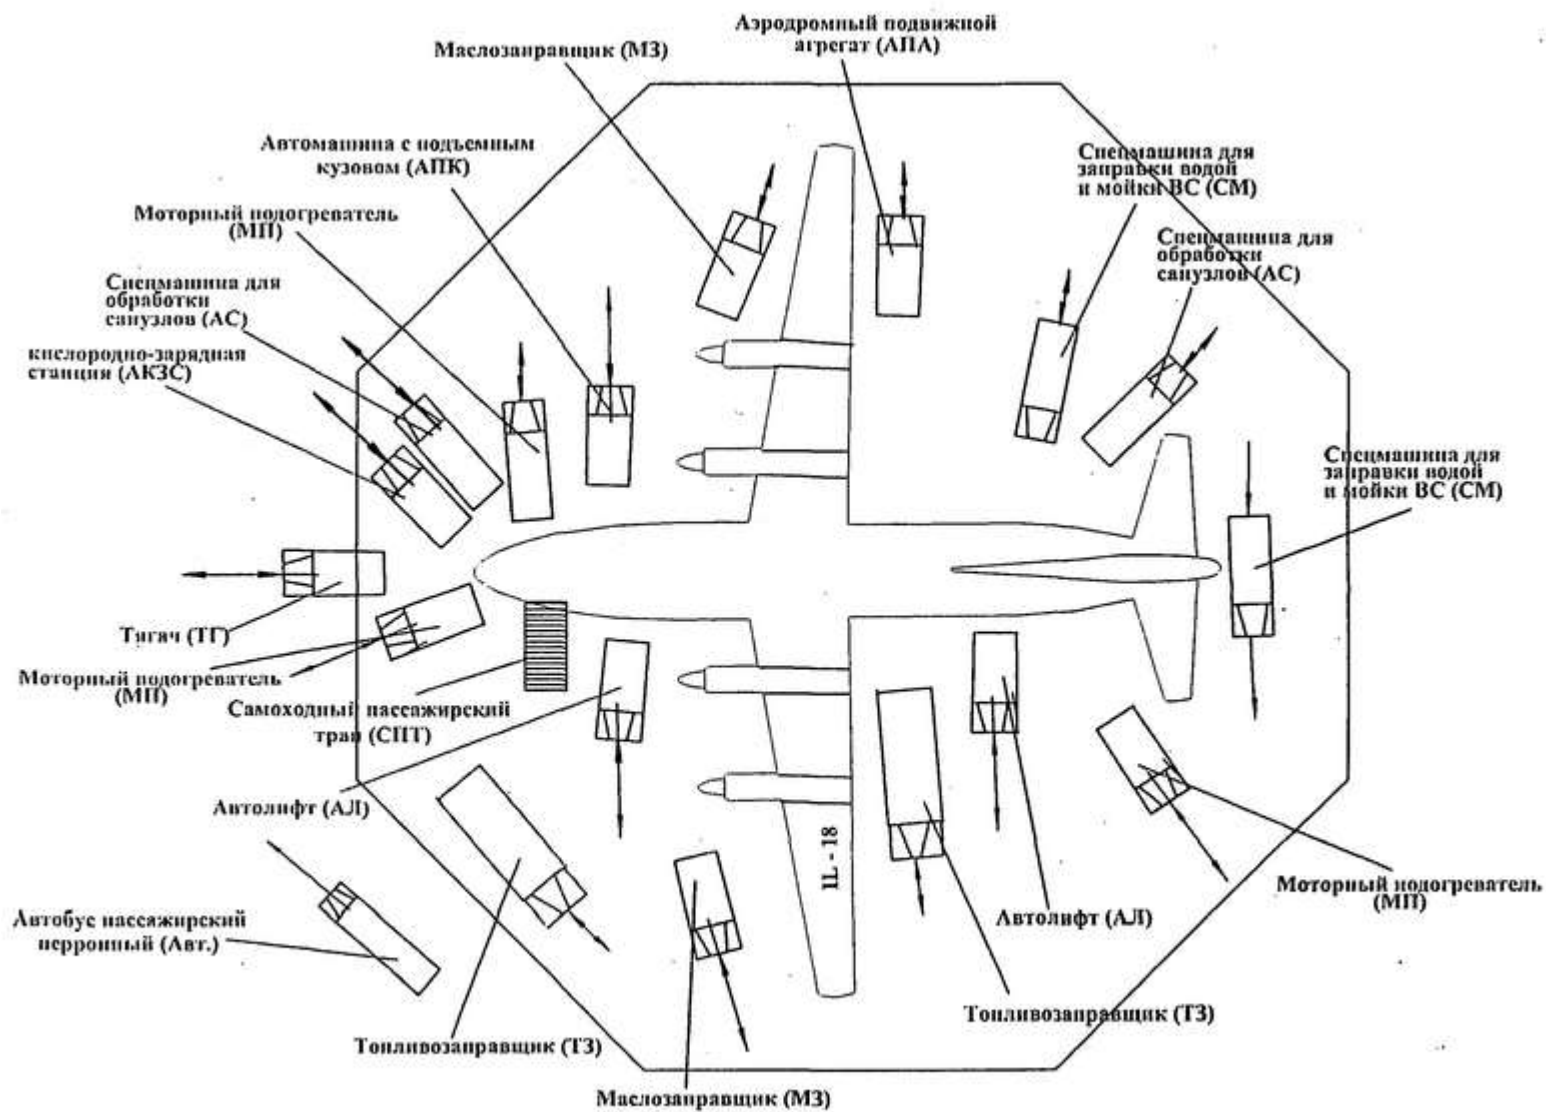 Аэродромный подвижной
агрегат (АПА)
Маслозаправщик (МЗ)
Автомашина с подъемным
кузовом (АПК)
Спецмашина для
заправки водой
и мойки ВС (СМ)
Моторный подогреватель
(МП)
Спецмашина для
обработки
санузлов (АС)
Спецмашина для
обработки
санузлов (АС)
кислородно-зарядная
станция (АКЗС)
Спецмашина для
заправки водой
и мойки ВС (СМ)
Тягач (ТГ)
Моторный подогреватель
(МП)
Самоходный пассажирский
трап (СПТ)
Автолифт (АЛ)
IL - 18
Моторный подогреватель
(МП)
Автобус пассажирский
перронный (Авт.)
Автолифт (АЛ)
Топливозаправщик (ТЗ)
Топливозаправщик (ТЗ)
Маслозаправщик (МЗ)